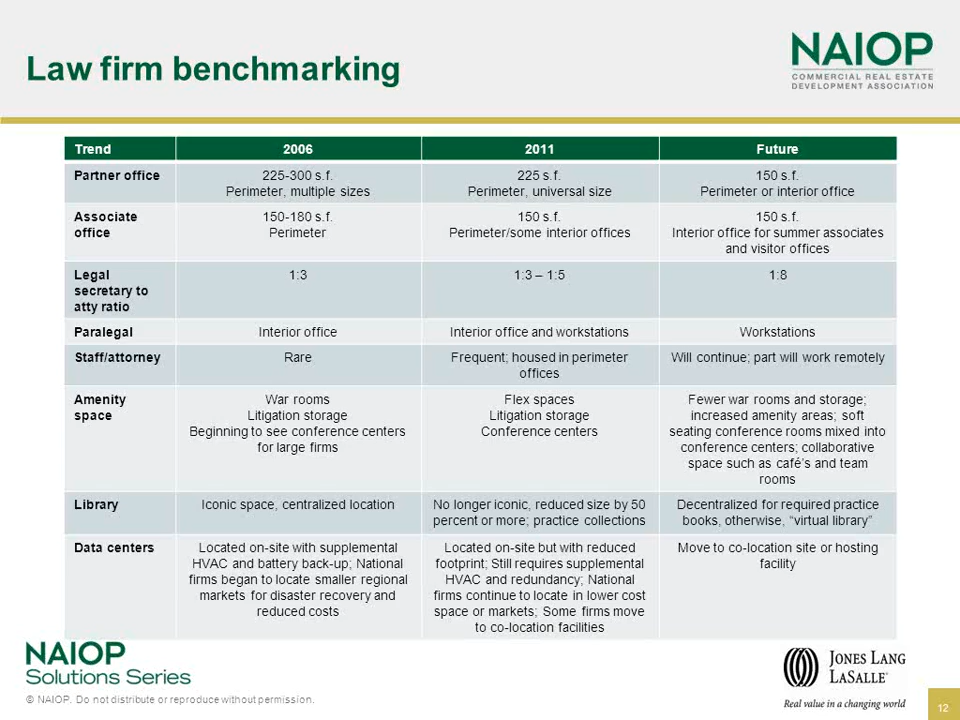 Law firm benchmarking
NAIOP
COMMERCIAL REAL ESTATE
DEVELOPMENT ASSOCIATION
Trend 2006 2011 Future
Partner office
225-300 s.f.
Perimeter, multiple sizes
225 s.f.
Perimeter, universal size
150 s.f.
Perimeter or interior office
Associate
office
150-180 s.f.
Perimeter
150 s.f.
Perimeter/some interior offices
150 s.f.
Interior office for summer associates
and visitor offices
Legal
secretary to
atty ratio
1:3
1:3 – 1:5
1:8
Paralegal
Interior office
Interior office and workstations
Workstations
Staff/attorney
Rare
Frequent; housed in perimeter
offices
Will continue; part will work remotely
Amenity
space
War rooms
Litigation storage
Beginning to see conference centers
for large firms
Flex spaces
Litigation storage
Conference centers
Fewer war rooms and storage;
increased amenity areas; soft
seating conference rooms mixed into
conference centers; collaborative
space such as café's and team
rooms
Library
Iconic space, centralized location
No longer iconic, reduced size by 50
percent or more; practice collections
Decentralized for required practice
books, otherwise, “virtual library”
Data centers
Located on-site with supplemental
HVAC and battery back-up; National
firms began to locate smaller regional
markets for disaster recovery and
reduced costs
Located on-site but with reduced
footprint; Still requires supplemental
HVAC and redundancy; National
firms continue to locate in lower cost
space or markets; Some firms move
to co-location facilities
Move to co-location site or hosting
facility
NAIOP
Solutions Series
© NAIOP. Do not distribute or reproduce without permission.
JONES LANG
LASALLE®
Real value in a changing world
12